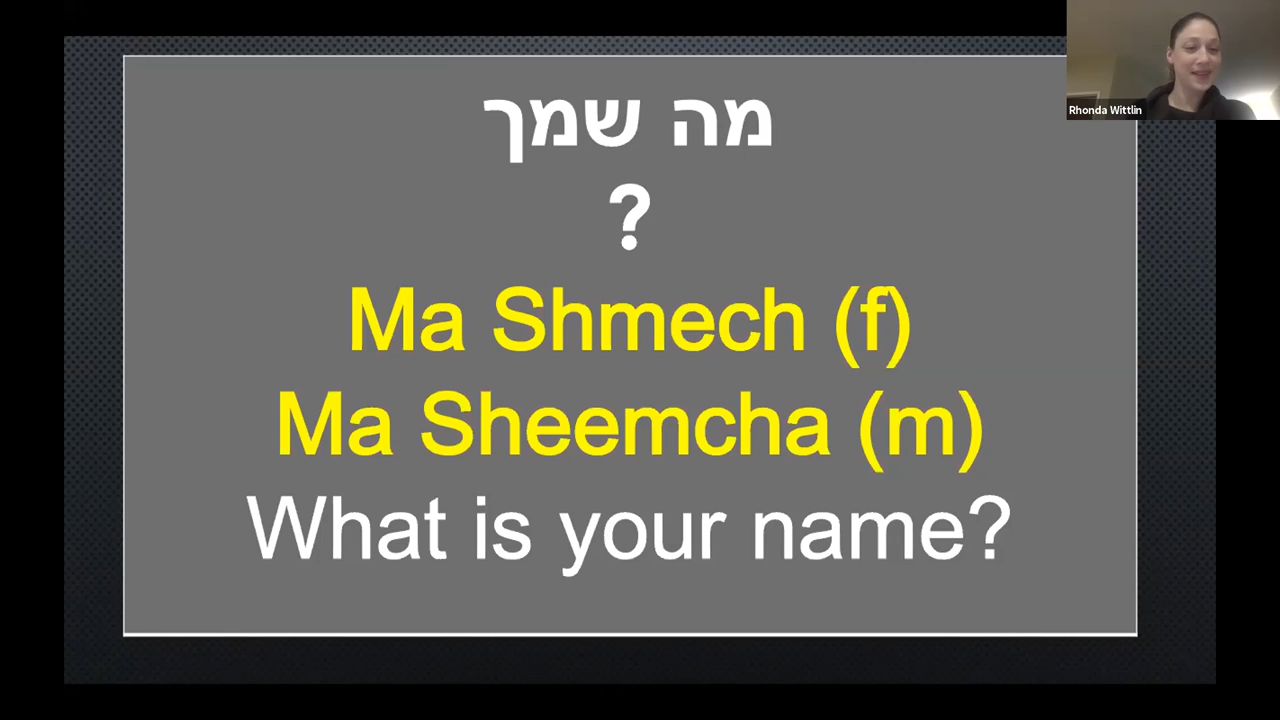 מה שמך
?
Ma Shmech (f)
Ma Sheemcha (m)
What is your name?
Rhonda Wittlin